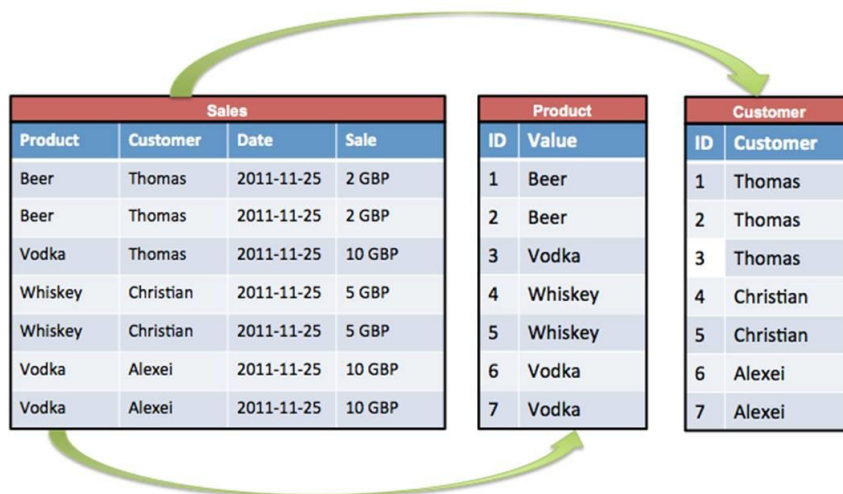 Sales
Product Customer Date Sale
Beer Thomas 2011-11-25 2 GBP
Beer Thomas 2011-11-25 2 GBP
Vodka Thomas 2011-11-25 10 GBP
Whiskey Christian 2011-11-25 5 GBP
Whiskey Christian 2011-11-25 5 GBP
Vodka Alexei 2011-11-25 10 GBP
Vodka Alexei 2011-11-25 10 GBP
Product
ID Value
1 Beer
2 Beer
3 Vodka
4 Whiskey
5 Whiskey
6 Vodka
7 Vodka
Customer
ID Customer
1 Thomas
2 Thomas
3 Thomas
4 Christian
5 Christian
6 Alexei
7 Alexei